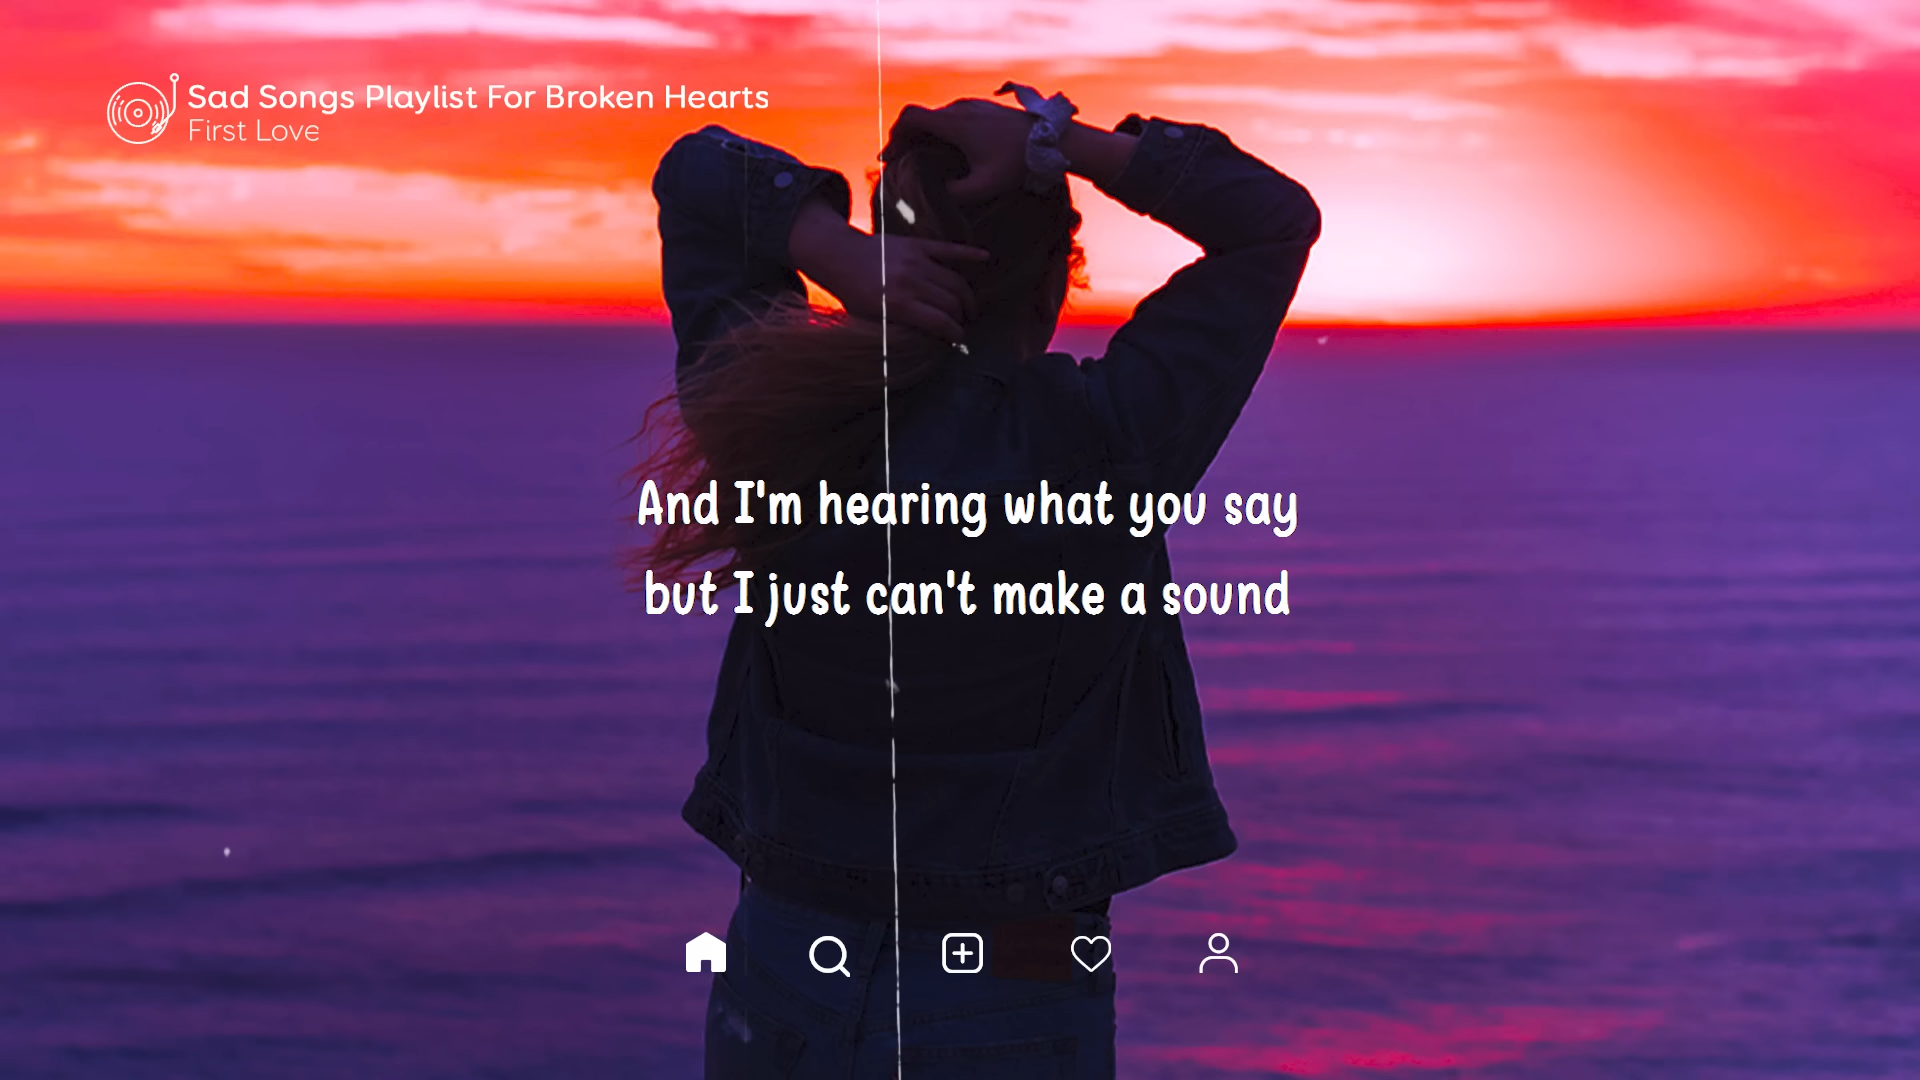 Sad Songs Playlist For Broken Hearts
First Love
And I'm hearing what you say
but I just can't make a sound